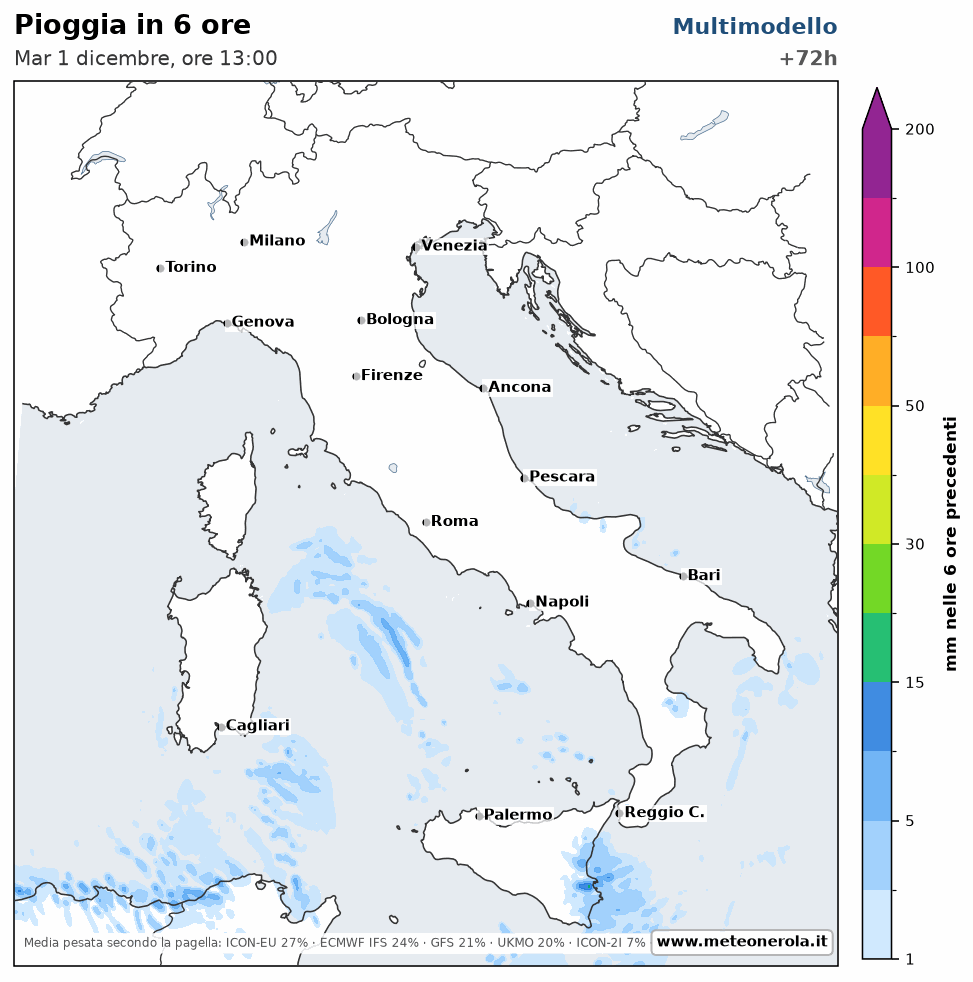 Pioggia in 6 ore
Multimodello
Mar 1 dicembre, ore 13:00
+72h
Milano
Venezia
Torino
Genova
Bologna
Firenze
Ancona
Pescara
Roma
Bari
Napoli
Cagliari
Palermo
Reggio C.
200
100
50
30
15
5
1
mm nelle 6 ore precedenti
Media pesata secondo la pagella: ICON-EU 27% · ECMWF IFS 24% · GFS 21% · UKMO 20% · ICON-2I 7%
www.meteonerola.it